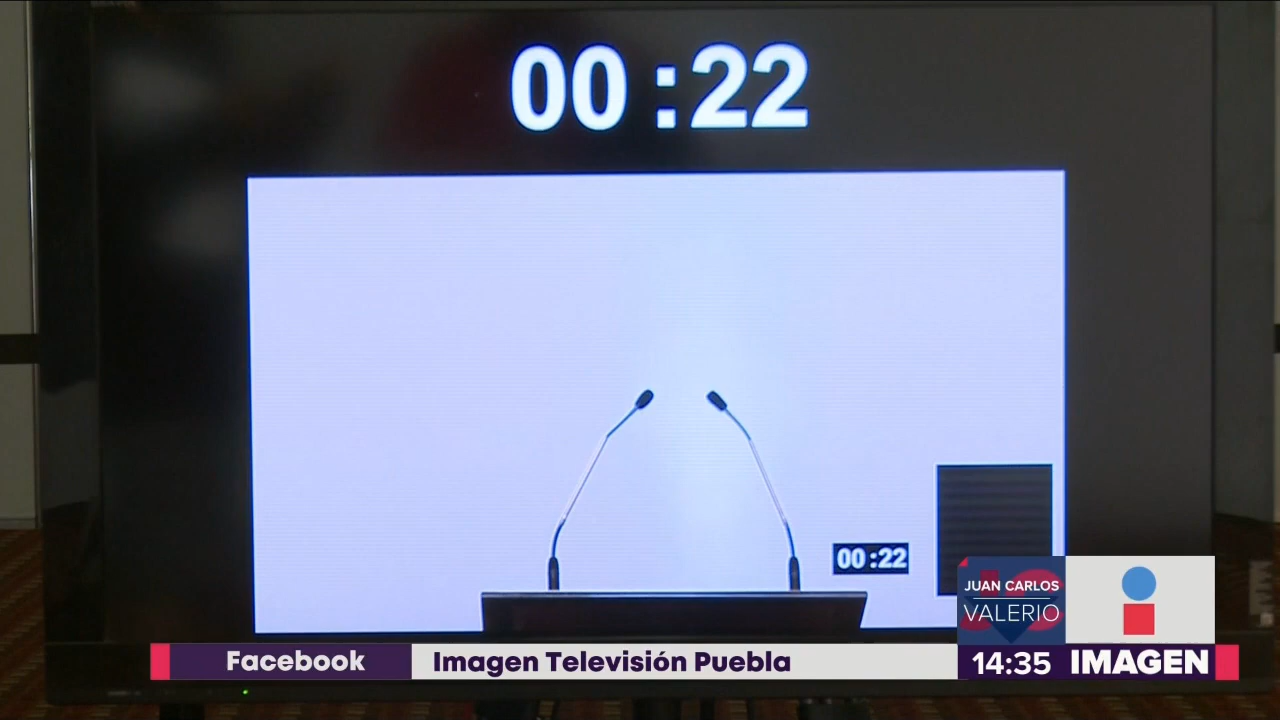 00:22
00:22
JUAN CARLOS
VALERIO
Facebook
Imagen Televisión Puebla
14:35
IMAGEN